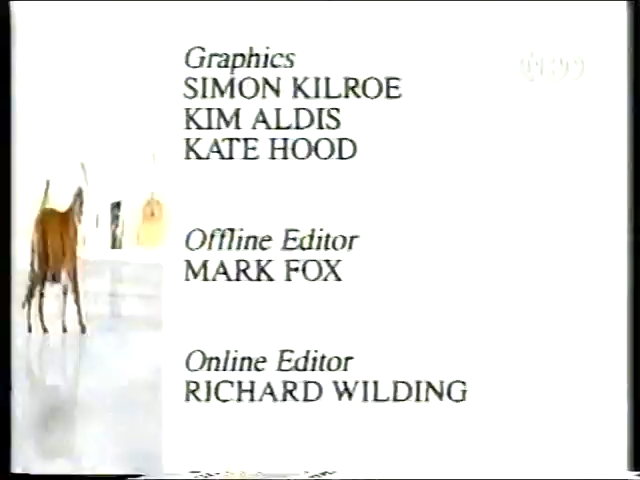 Graphics
SIMON KILROE
KIM ALDIS
KATE HOOD
Offline Editor
MARK FOX
Online Editor
RICHARD WILDING